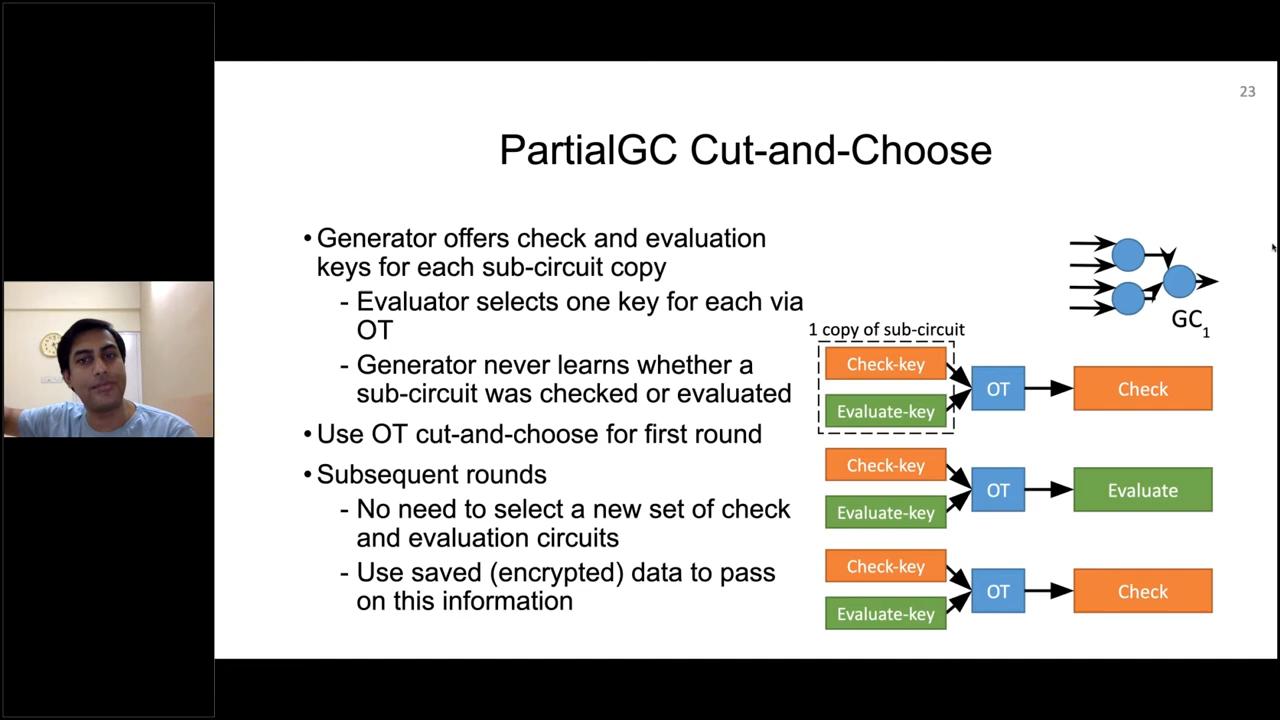 23
PartialGC Cut-and-Choose
• Generator offers check and evaluation
keys for each sub-circuit copy
- Evaluator selects one key for each via
OT
- Generator never learns whether a
sub-circuit was checked or evaluated
• Use OT cut-and-choose for first round
• Subsequent rounds
- No need to select a new set of check
and evaluation circuits
- Use saved (encrypted) data to pass
on this information
GC1
1 copy of sub-circuit
Check-key
Evaluate-key
OT
Check
Check-key
Evaluate-key
OT
Evaluate
Check-key
Evaluate-key
OT
Check